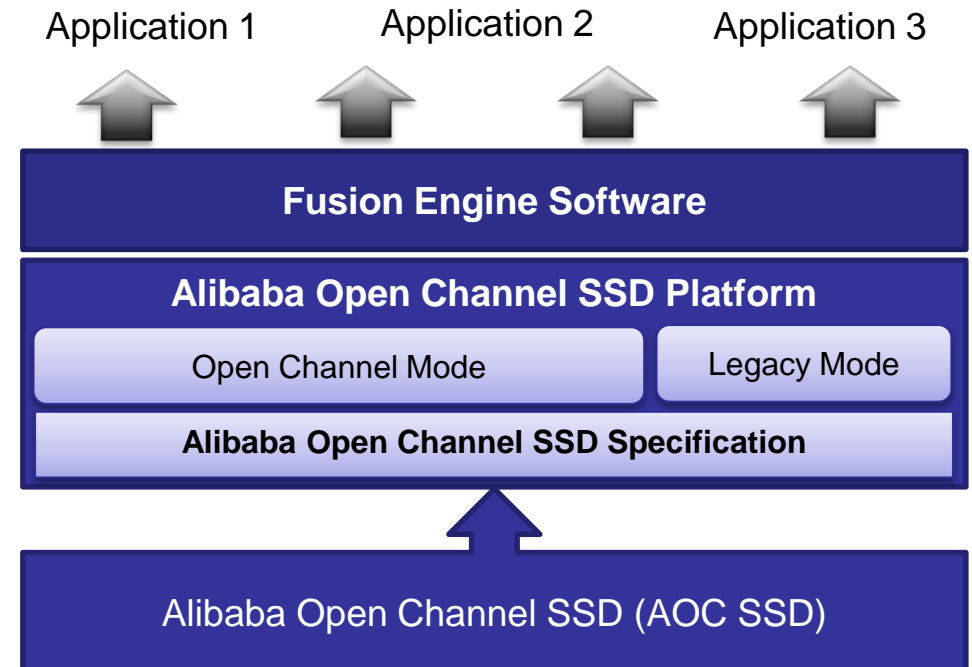 Application 1
Application 2
Application 3
Fusion Engine Software
Alibaba Open Channel SSD Platform
Open Channel Mode
Legacy Mode
Alibaba Open Channel SSD Specification
Alibaba Open Channel SSD (AOC SSD)